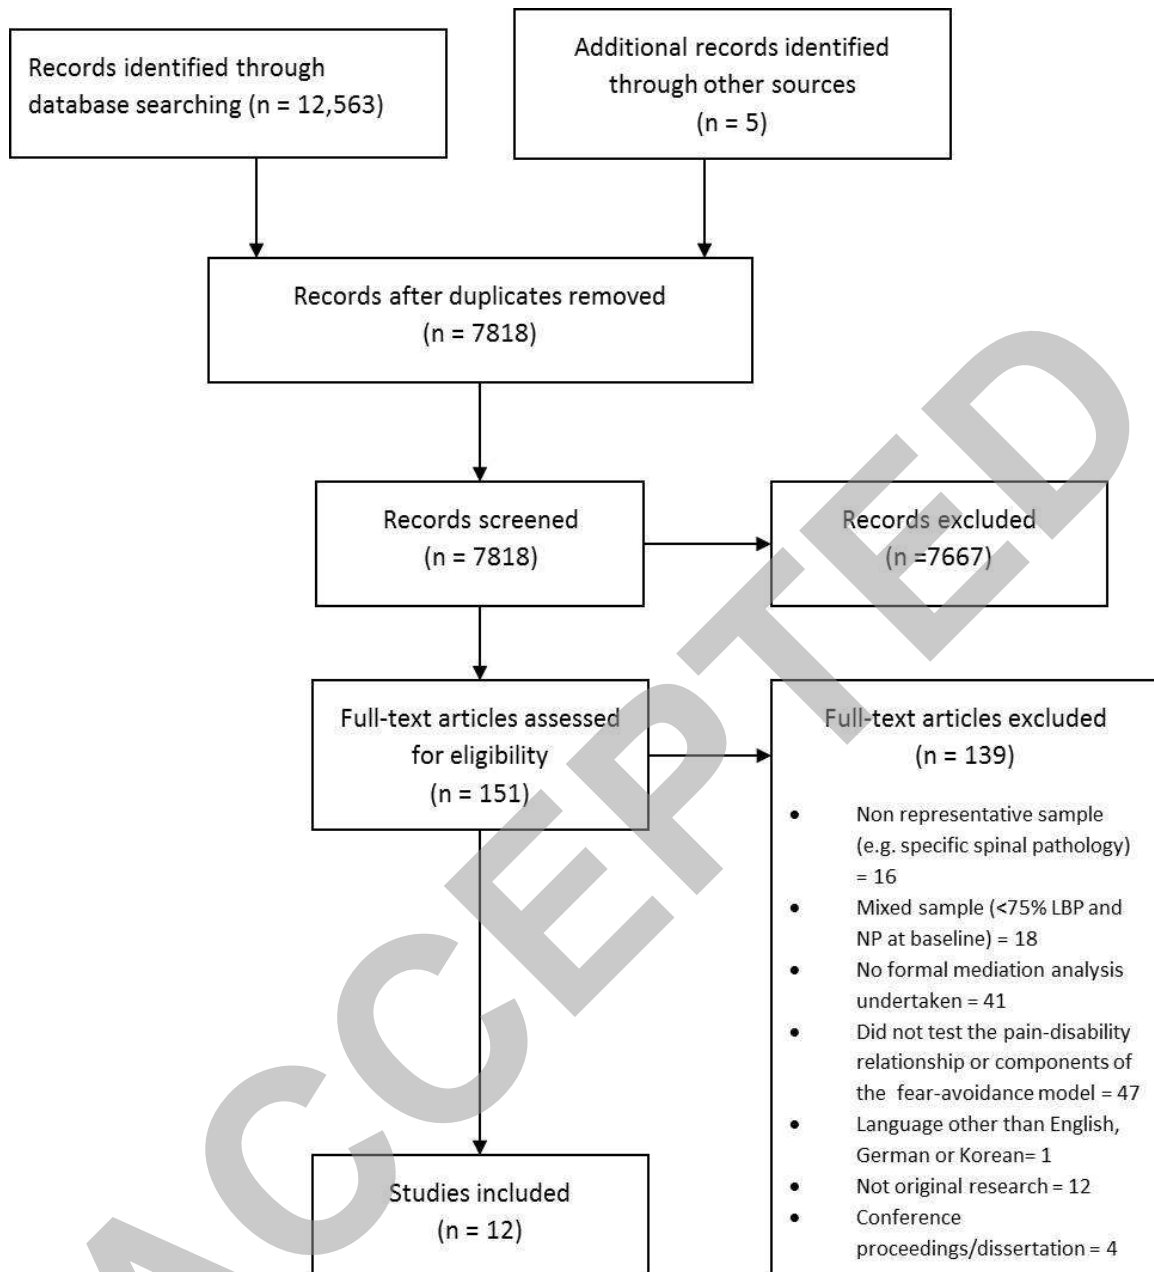 Records identified through
database searching (n = 12,563)
Additional records identified
through other sources
(n = 5)
Records after duplicates removed
(n = 7818)
Records screened
(n = 7818)
Records excluded
(n =7667)
Full-text articles assessed
for eligibility
(n = 151)
Full-text articles excluded
(n = 139)
• Non representative sample
(e.g. specific spinal pathology)
= 16
• Mixed sample (<75% LBP and
NP at baseline) = 18
• No formal mediation analysis
undertaken = 41
• Did not test the pain-disability
relationship or components of
the  fear-avoidance model = 47
• Language other than English,
German or Korean= 1
• Not original research = 12
• Conference
proceedings/dissertation = 4
Studies included
(n = 12)
ACCEPTED